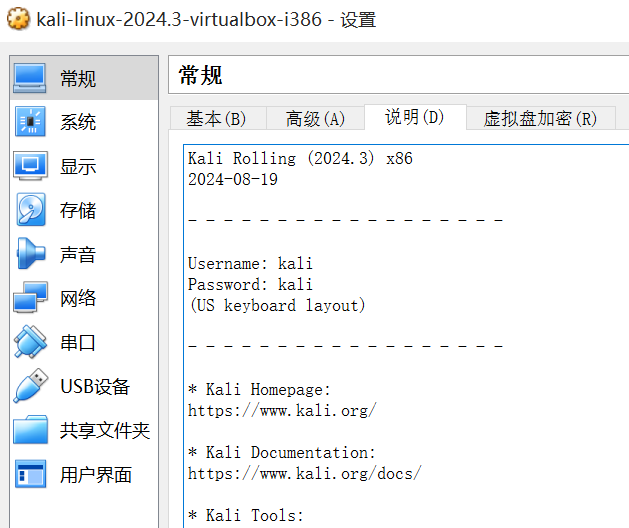 kali-linux-2024.3-virtualbox-i386 - 设置
常规
系统
显示
存储
声音
网络
串口
USB设备
共享文件夹
用户界面
常规
基本(B) 高级(A) 说明(D) 虚拟盘加密(R)
Kali Rolling (2024.3) x86
2024-08-19
- - - - - - - - - - - - - - - - - -
Username: kali
Password: kali
(US keyboard layout)
- - - - - - - - - - - - - - - - - -
* Kali Homepage:
https://www.kali.org/
* Kali Documentation:
https://www.kali.org/docs/
* Kali Tools: